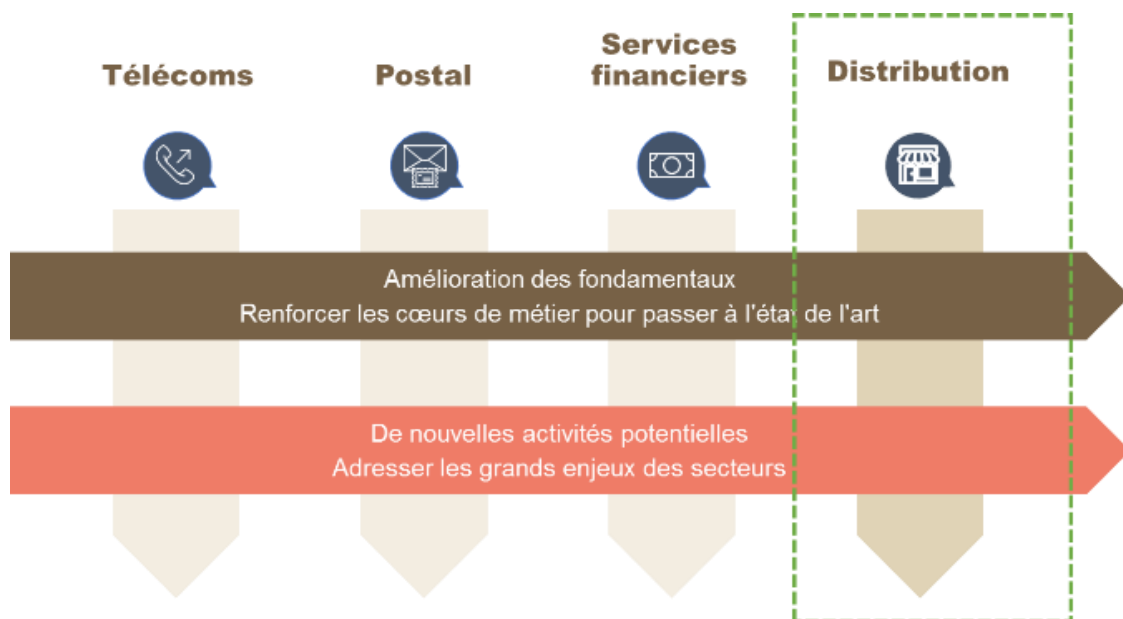 Télécoms
Postal
Services
financiers
Distribution
Amélioration des fondamentaux
Renforcer les cœurs de métier pour passer à l'état de l'art
De nouvelles activités potentielles
Adresser les grands enjeux des secteurs